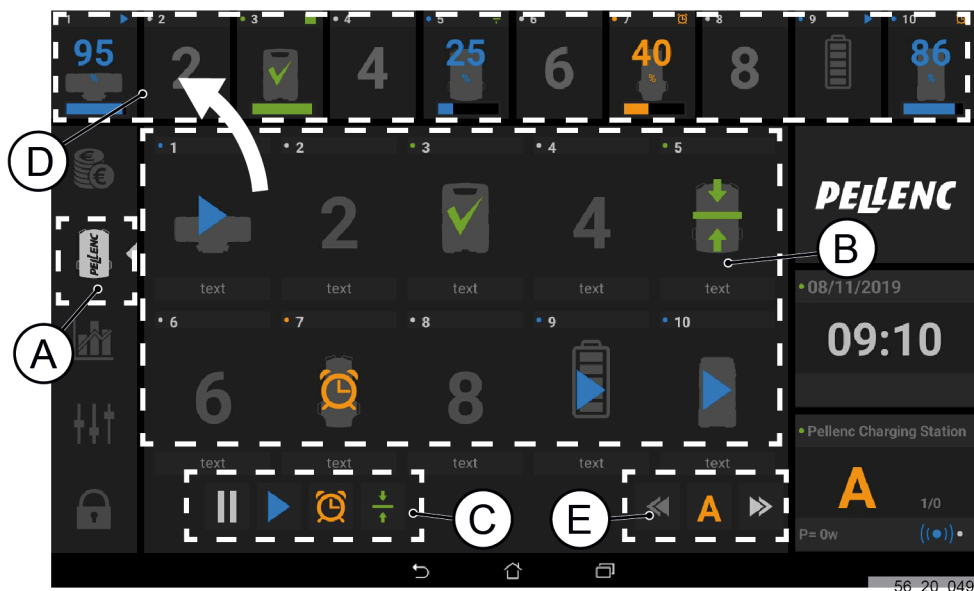 1 2 3 4 5 6 7 8 9 10
95 2 4 25 6 40 8 86
% % % %
D
€
€
1 2 3 4 5
PELLENC
2 4
B
PELLENC
text text text text text
A
08/11/2019
6 7 8 9 10
09:10
6 8
Pellenc Charging Station
text text text text text
A
1/0
C E A
P= 0w
56_20_049